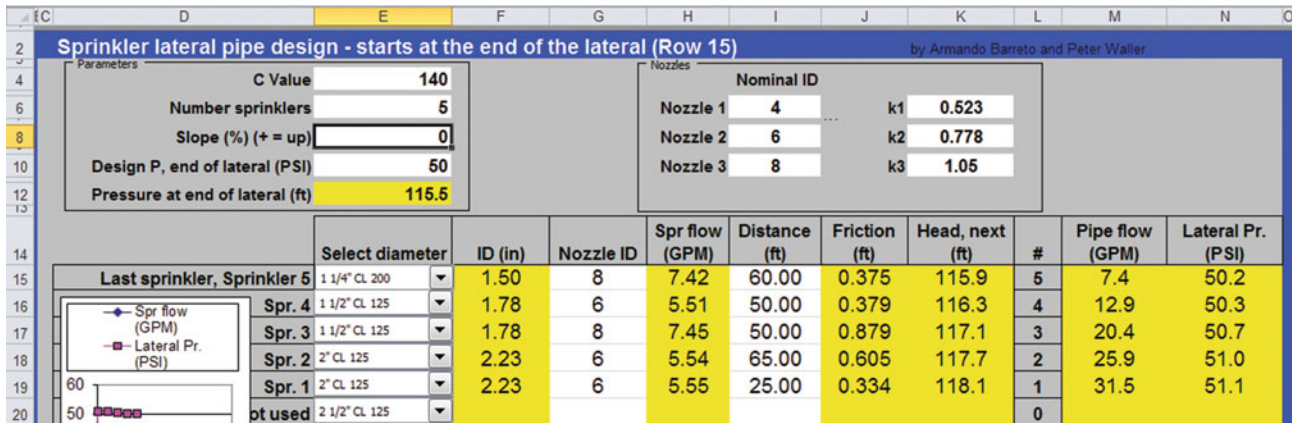 C D E F G H I J K L M N
2 Sprinkler lateral pipe design - starts at the end of the lateral (Row 15) by Armando Barreto and Peter Waller
Parameters Nozzles
4 C Value 140 Nominal ID
6 Number sprinklers 5 Nozzle 1 4 ... k1 0.523
8 Slope (%) (+ = up) 0 Nozzle 2 6 k2 0.778
10 Design P, end of lateral (PSI) 50 Nozzle 3 8 k3 1.05
12 Pressure at end of lateral (ft) 115.5
Spr flow Distance Friction Head, next Pipe flow Lateral Pr.
14 Select diameter ID (in) Nozzle ID (GPM) (ft) (ft) (ft) # (GPM) (PSI)
15 Last sprinkler, Sprinkler 5 1 1/4" CL 200 1.50 8 7.42 60.00 0.375 115.9 5 7.4 50.2
16 Spr flow (GPM) Spr. 4 1 1/2" CL 125 1.78 6 5.51 50.00 0.379 116.3 4 12.9 50.3
17 Lateral Pr. (PSI) Spr. 3 1 1/2" CL 125 1.78 8 7.45 50.00 0.879 117.1 3 20.4 50.7
18 Spr. 2 2" CL 125 2.23 6 5.54 65.00 0.605 117.7 2 25.9 51.0
19 60 Spr. 1 2" CL 125 2.23 6 5.55 25.00 0.334 118.1 1 31.5 51.1
20 50 ot used 2 1/2" CL 125 0